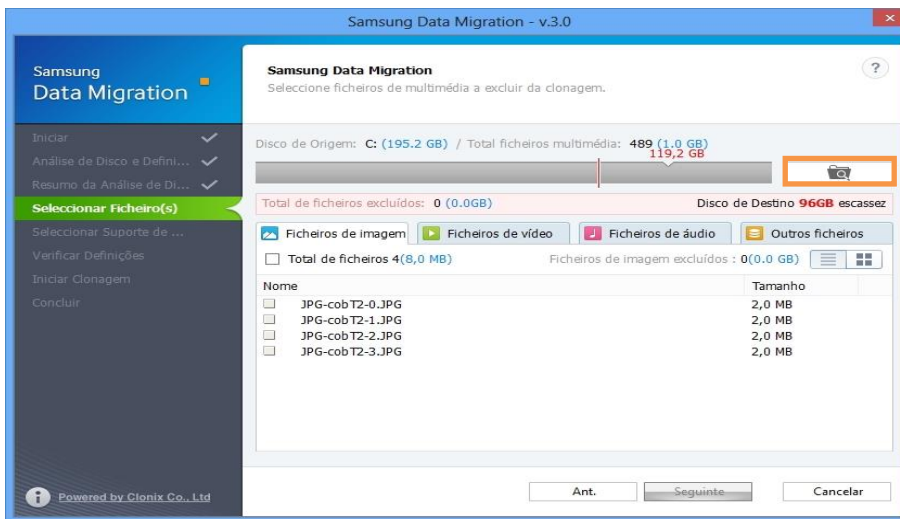 Samsung Data Migration - v.3.0
Samsung
Data Migration
Samsung Data Migration
?
Seleccione ficheiros de multimédia a excluir da clonagem.
Iniciar
Análise de Disco e Defini...
Resumo da Análise de Di...
Seleccionar Ficheiro(s)
Seleccionar Suporte de ...
Verificar Definições
Iniciar Clonagem
Concluir
Powered by Clonix Co., Ltd
Disco de Origem: C: (195.2 GB) / Total ficheiros multimédia: 489 (1.0 GB)
119,2 GB
Total de ficheiros excluídos: 0 (0.0GB) Disco de Destino 96GB escassez
Ficheiros de imagem Ficheiros de vídeo Ficheiros de áudio Outros ficheiros
Total de ficheiros 4(8,0 MB) Ficheiros de imagem excluídos : 0(0.0 GB)
Nome Tamanho
JPG-cobT2-0.JPG 2,0 MB
JPG-cobT2-1.JPG 2,0 MB
JPG-cobT2-2.JPG 2,0 MB
JPG-cobT2-3.JPG 2,0 MB
Ant. Seguinte Cancelar